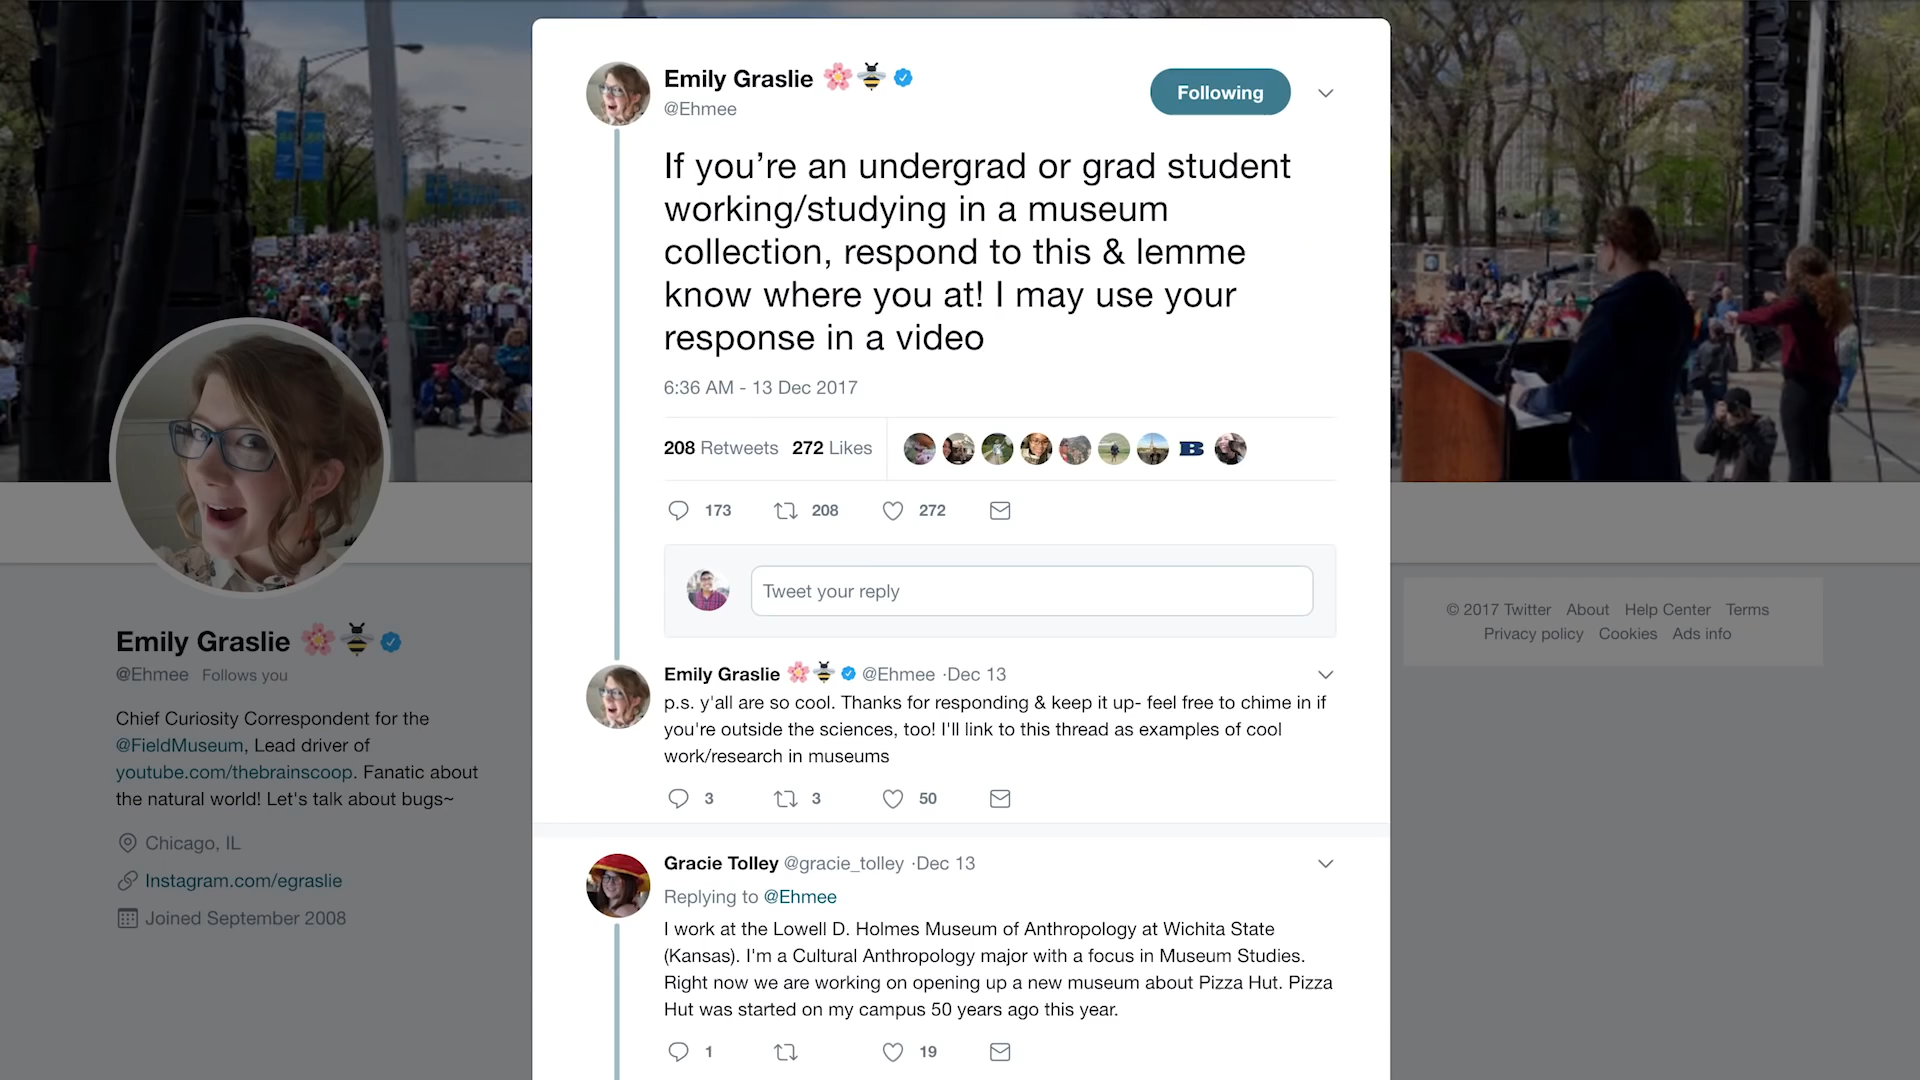 Emily Graslie
@Ehmee
Following
If you’re an undergrad or grad student
working/studying in a museum
collection, respond to this & lemme
know where you at! I may use your
response in a video
6:36 AM - 13 Dec 2017
208 Retweets 272 Likes
B
173 208 272
Tweet your reply
Emily Graslie @Ehmee ·Dec 13
p.s. y'all are so cool. Thanks for responding & keep it up- feel free to chime in if
you're outside the sciences, too! I'll link to this thread as examples of cool
work/research in museums
3 3 50
Gracie Tolley @gracie_tolley ·Dec 13
Replying to @Ehmee
I work at the Lowell D. Holmes Museum of Anthropology at Wichita State
(Kansas). I'm a Cultural Anthropology major with a focus in Museum Studies.
Right now we are working on opening up a new museum about Pizza Hut. Pizza
Hut was started on my campus 50 years ago this year.
1 19
Emily Graslie
@Ehmee Follows you
Chief Curiosity Correspondent for the
@FieldMuseum, Lead driver of
youtube.com/thebrainscoop. Fanatic about
the natural world! Let's talk about bugs~
Chicago, IL
Instagram.com/egraslie
Joined September 2008
© 2017 Twitter About Help Center Terms
Privacy policy Cookies Ads info